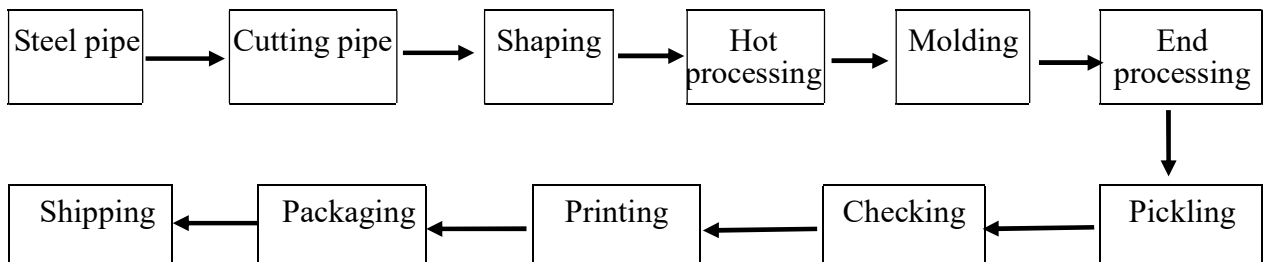 Steel pipe
Cutting pipe
Shaping
Hot
processing
Molding
End
processing
Shipping
Packaging
Printing
Checking
Pickling